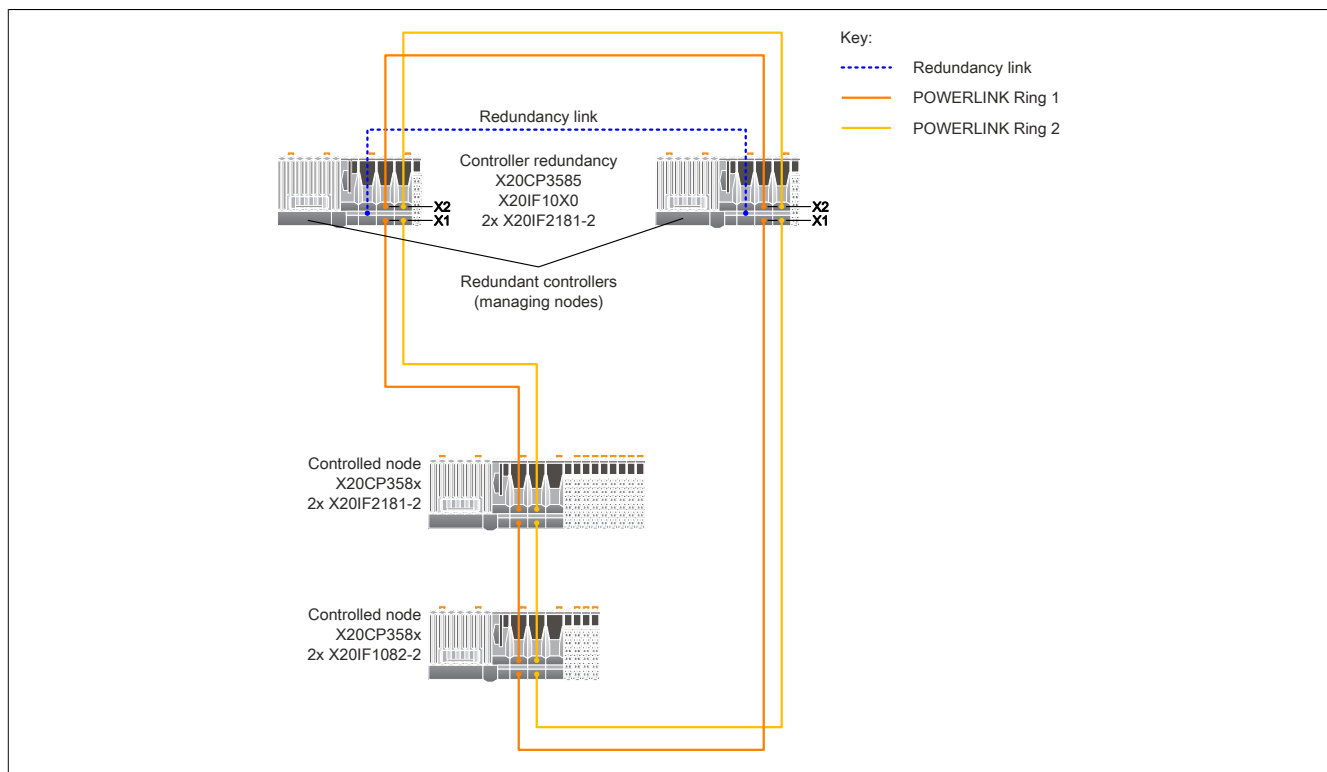 Key:
Redundancy link
POWERLINK Ring 1
POWERLINK Ring 2
Redundancy link
Controller redundancy
X20CP3585
X20IF10X0
2x X20IF2181-2
X2
X1
X2
X1
Redundant controllers
(managing nodes)
Controlled node
X20CP358x
2x X20IF2181-2
Controlled node
X20CP358x
2x X20IF1082-2